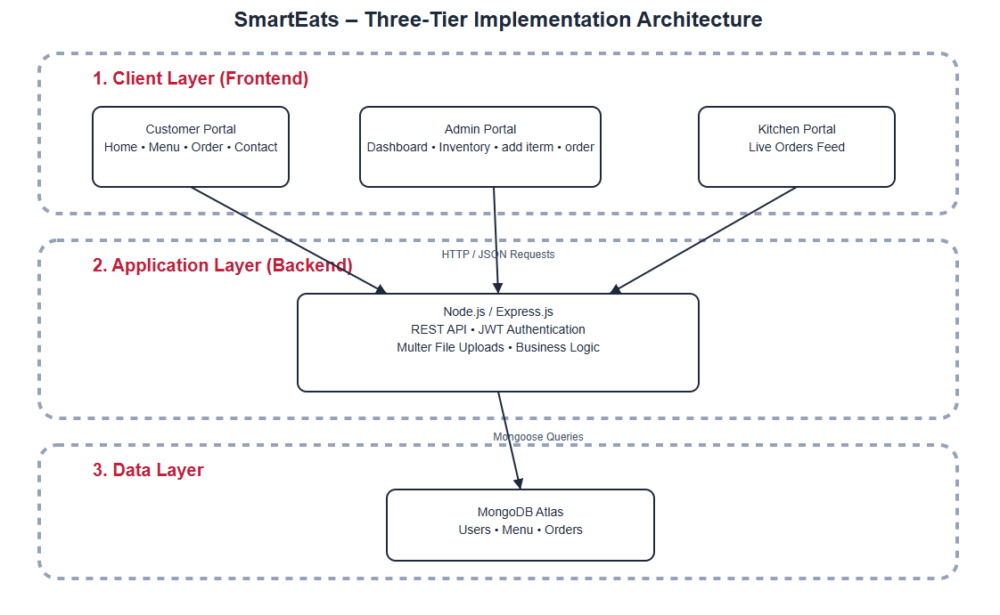 SmartEats – Three-Tier Implementation Architecture
1. Client Layer (Frontend)
Customer Portal
Home • Menu • Order • Contact
Admin Portal
Dashboard • Inventory • add iterm • order
Kitchen Portal
Live Orders Feed
HTTP / JSON Requests
2. Application Layer (Backend)
Node.js / Express.js
REST API • JWT Authentication
Multer File Uploads • Business Logic
Mongoose Queries
3. Data Layer
MongoDB Atlas
Users • Menu • Orders